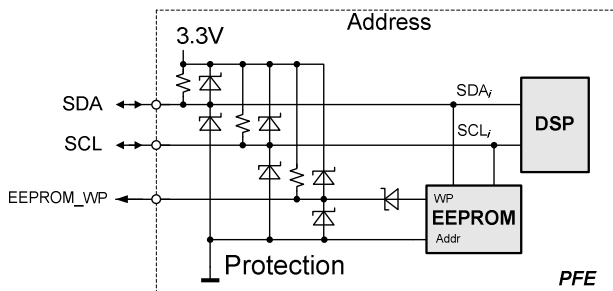 Address
3.3V
SDA
SDAi
DSP
SCL
SCLi
EEPROM_WP
WP
EEPROM
Addr
Protection
PFE